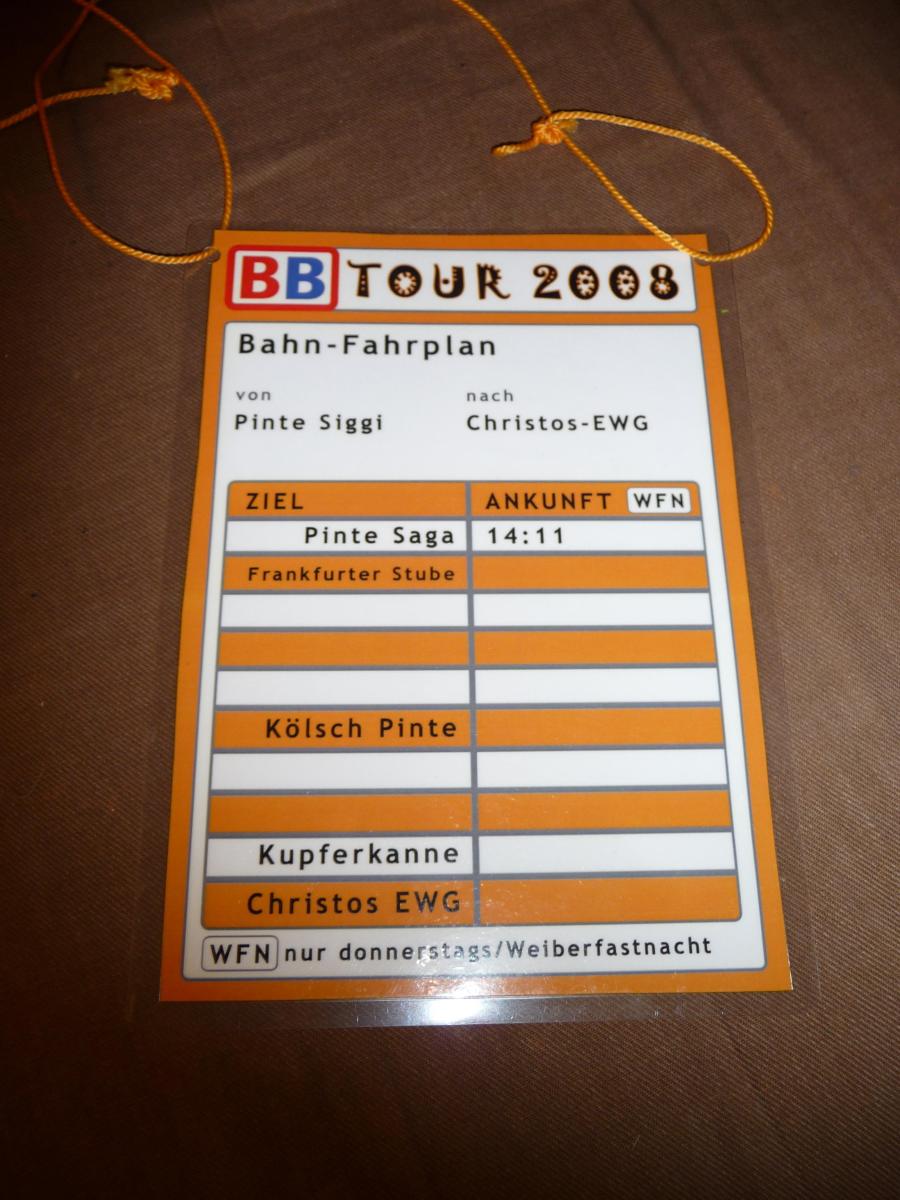 BB TOUR 2008
Bahn-Fahrplan
von nach
Pinte Siggi Christos-EWG
ZIEL ANKUNFT WFN
Pinte Saga 14:11
Frankfurter Stube
Kölsch Pinte
Kupferkanne
Christos EWG
WFN nur donnerstags/Weiberfastnacht